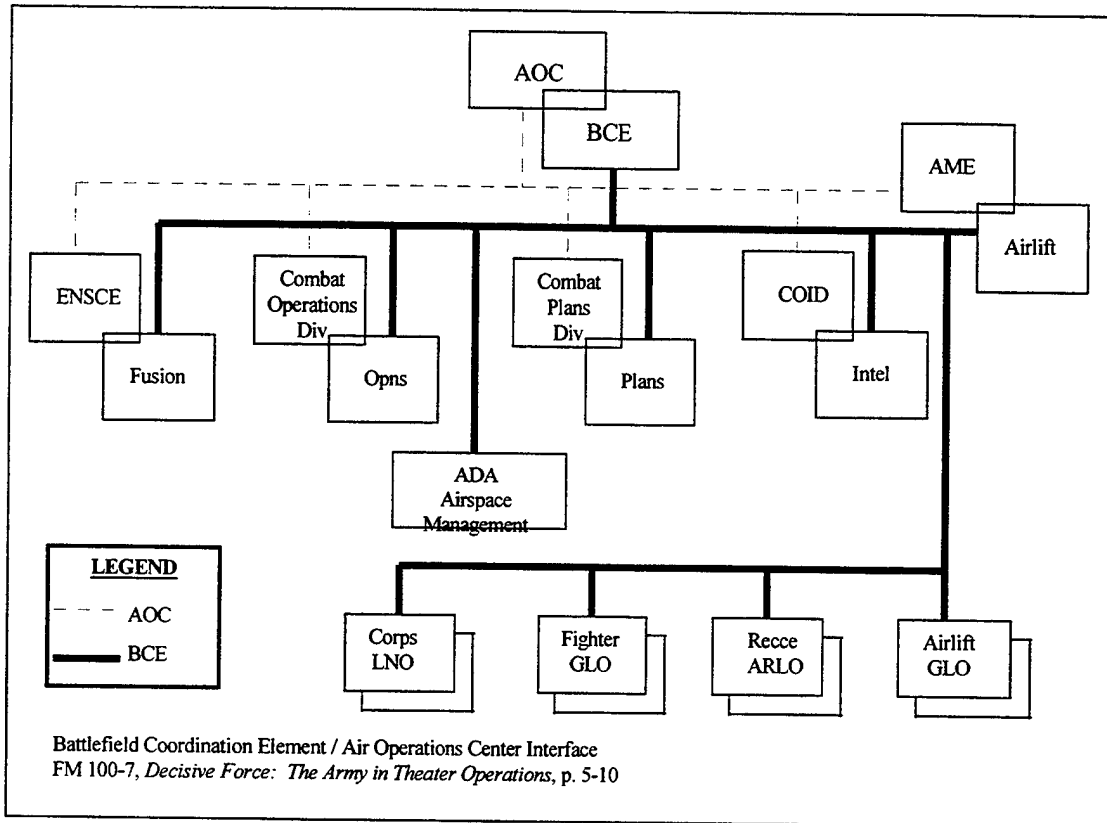 AOC
BCE
AME
Airlift
ENSCE
Fusion
Combat
Operations
Div
Opns
Combat
Plans
Div
Plans
COID
Intel
ADA
Airspace
Management
LEGEND
AOC
BCE
Corps
LNO
Fighter
GLO
Recce
ARLO
Airlift
GLO
Battlefield Coordination Element / Air Operations Center Interface
FM 100-7, Decisive Force: The Army in Theater Operations, p. 5-10